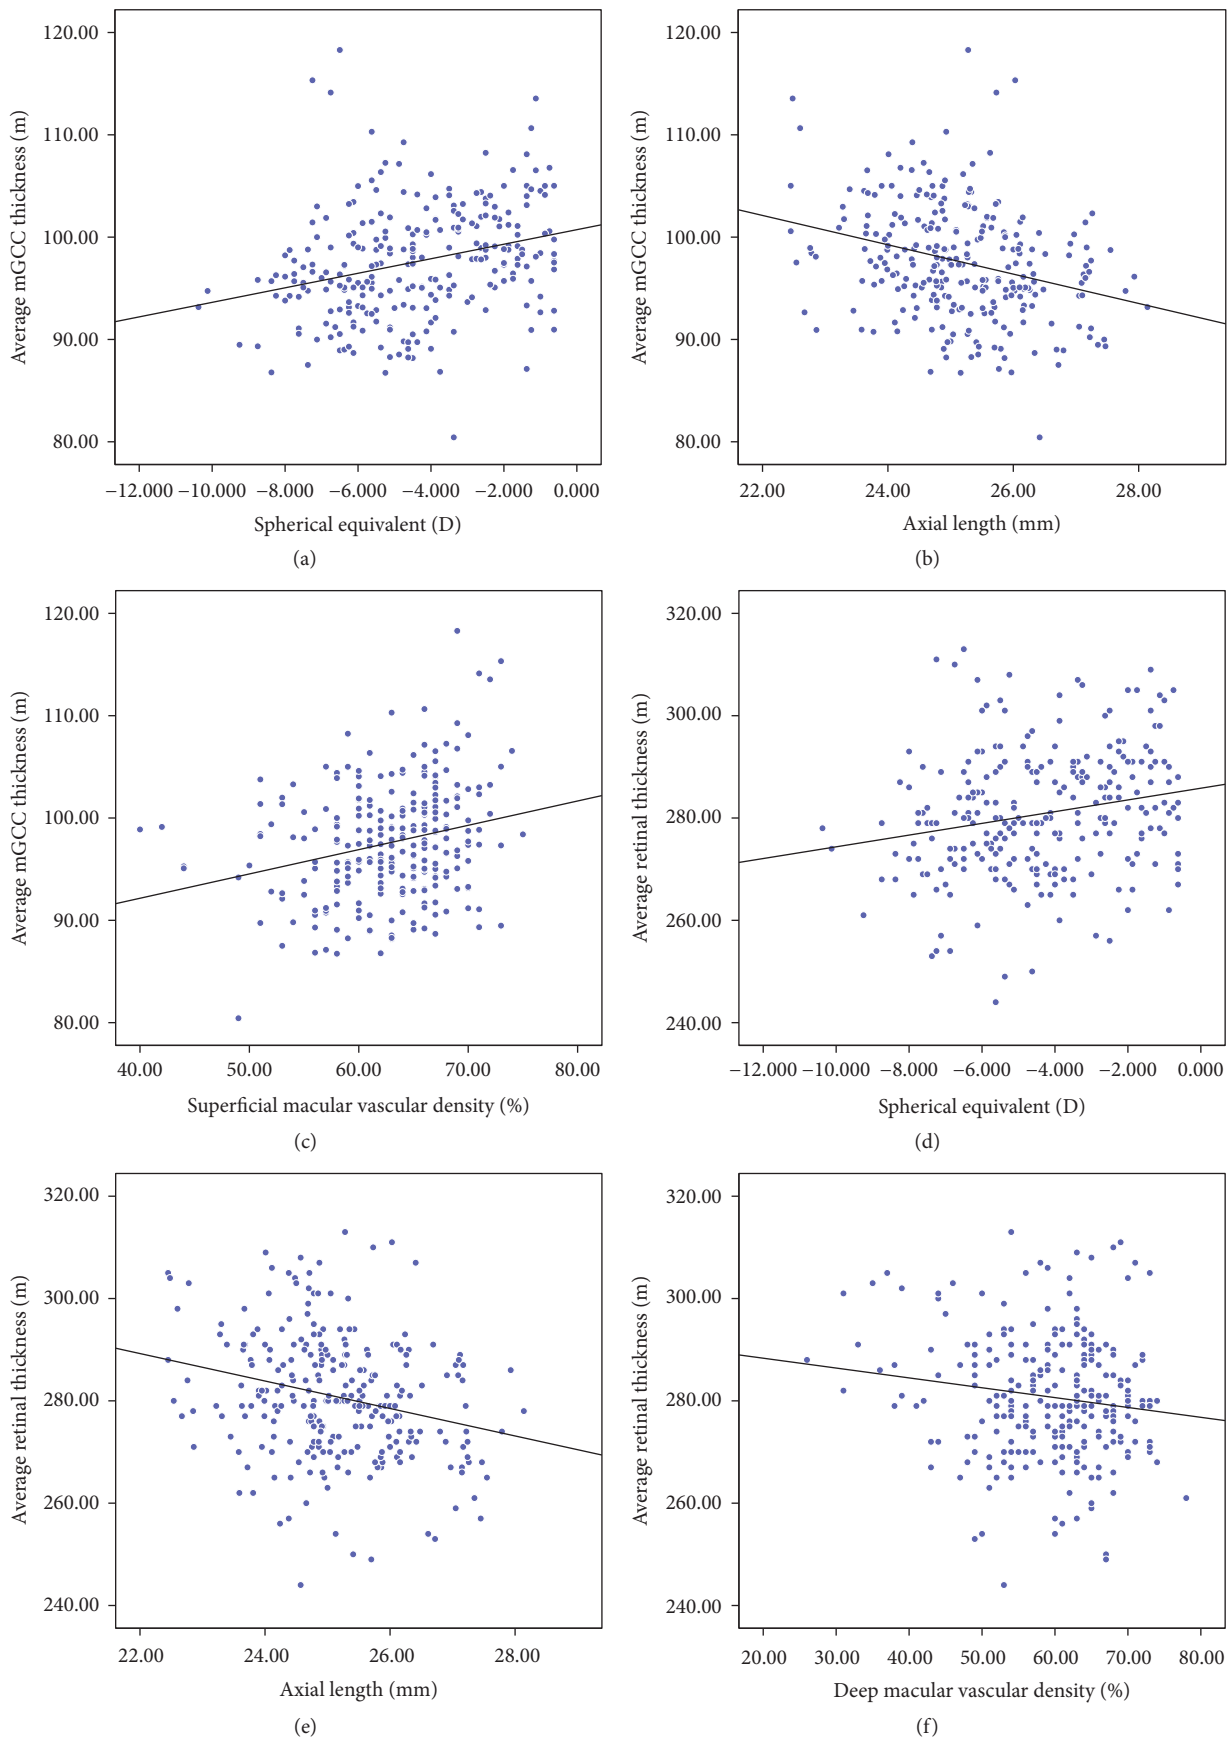 120.00
110.00
100.00
90.00
80.00
Average mGCC thickness (m)
−12.000 −10.000 −8.000 −6.000 −4.000 −2.000 0.000
Spherical equivalent (D)
(a)
120.00
110.00
100.00
90.00
80.00
Average mGCC thickness (m)
22.00 24.00 26.00 28.00
Axial length (mm)
(b)
120.00
110.00
100.00
90.00
80.00
Average mGCC thickness (m)
40.00 50.00 60.00 70.00 80.00
Superficial macular vascular density (%)
(c)
320.00
300.00
280.00
260.00
240.00
Average retinal thickness (m)
−12.000 −10.000 −8.000 −6.000 −4.000 −2.000 0.000
Spherical equivalent (D)
(d)
320.00
300.00
280.00
260.00
240.00
Average retinal thickness (m)
22.00 24.00 26.00 28.00
Axial length (mm)
(e)
320.00
300.00
280.00
260.00
240.00
Average retinal thickness (m)
20.00 30.00 40.00 50.00 60.00 70.00 80.00
Deep macular vascular density (%)
(f)